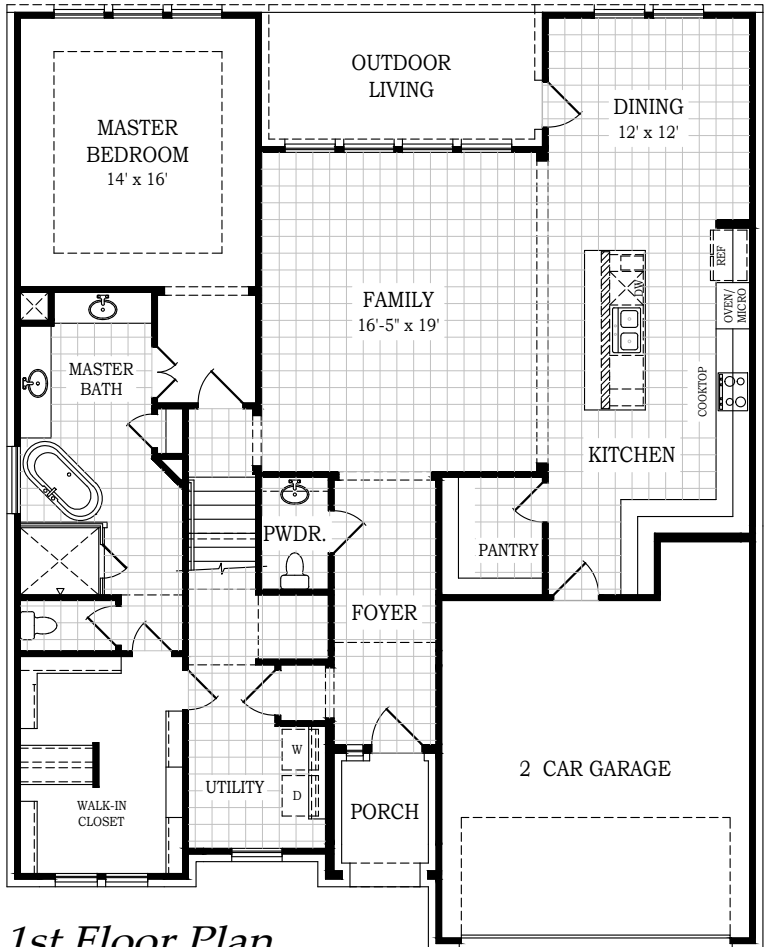 OUTDOOR
LIVING
DINING
12' x 12'
MASTER
BEDROOM
14' x 16'
REF
DW
OVEN/
MICRO
FAMILY
16'-5" x 19'
MASTER
BATH
COOKTOP
KITCHEN
PWDR.
PANTRY
FOYER
W
D
UTILITY
2 CAR GARAGE
WALK-IN
CLOSET
PORCH
1st Floor Plan